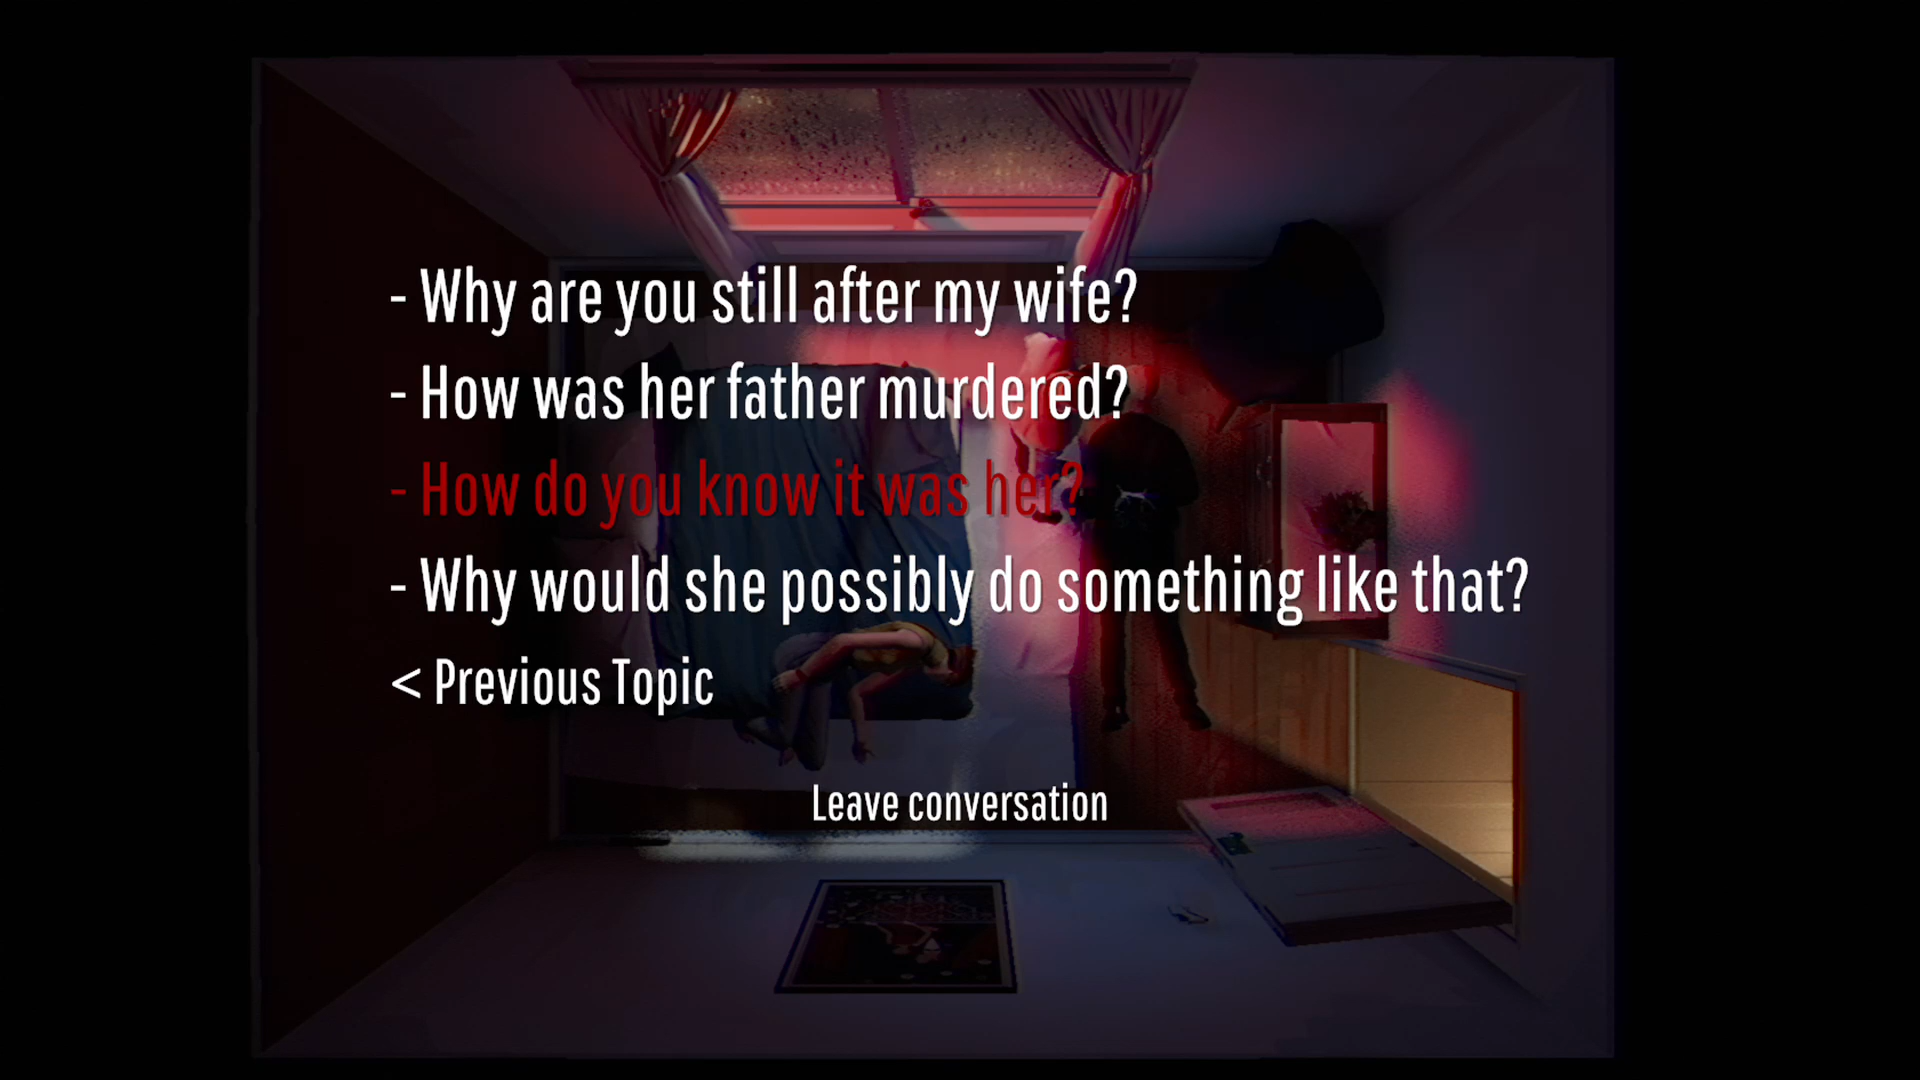 - Why are you still after my wife?
- How was her father murdered?
- How do you know it was her?
- Why would she possibly do something like that?
< Previous Topic
Leave conversation